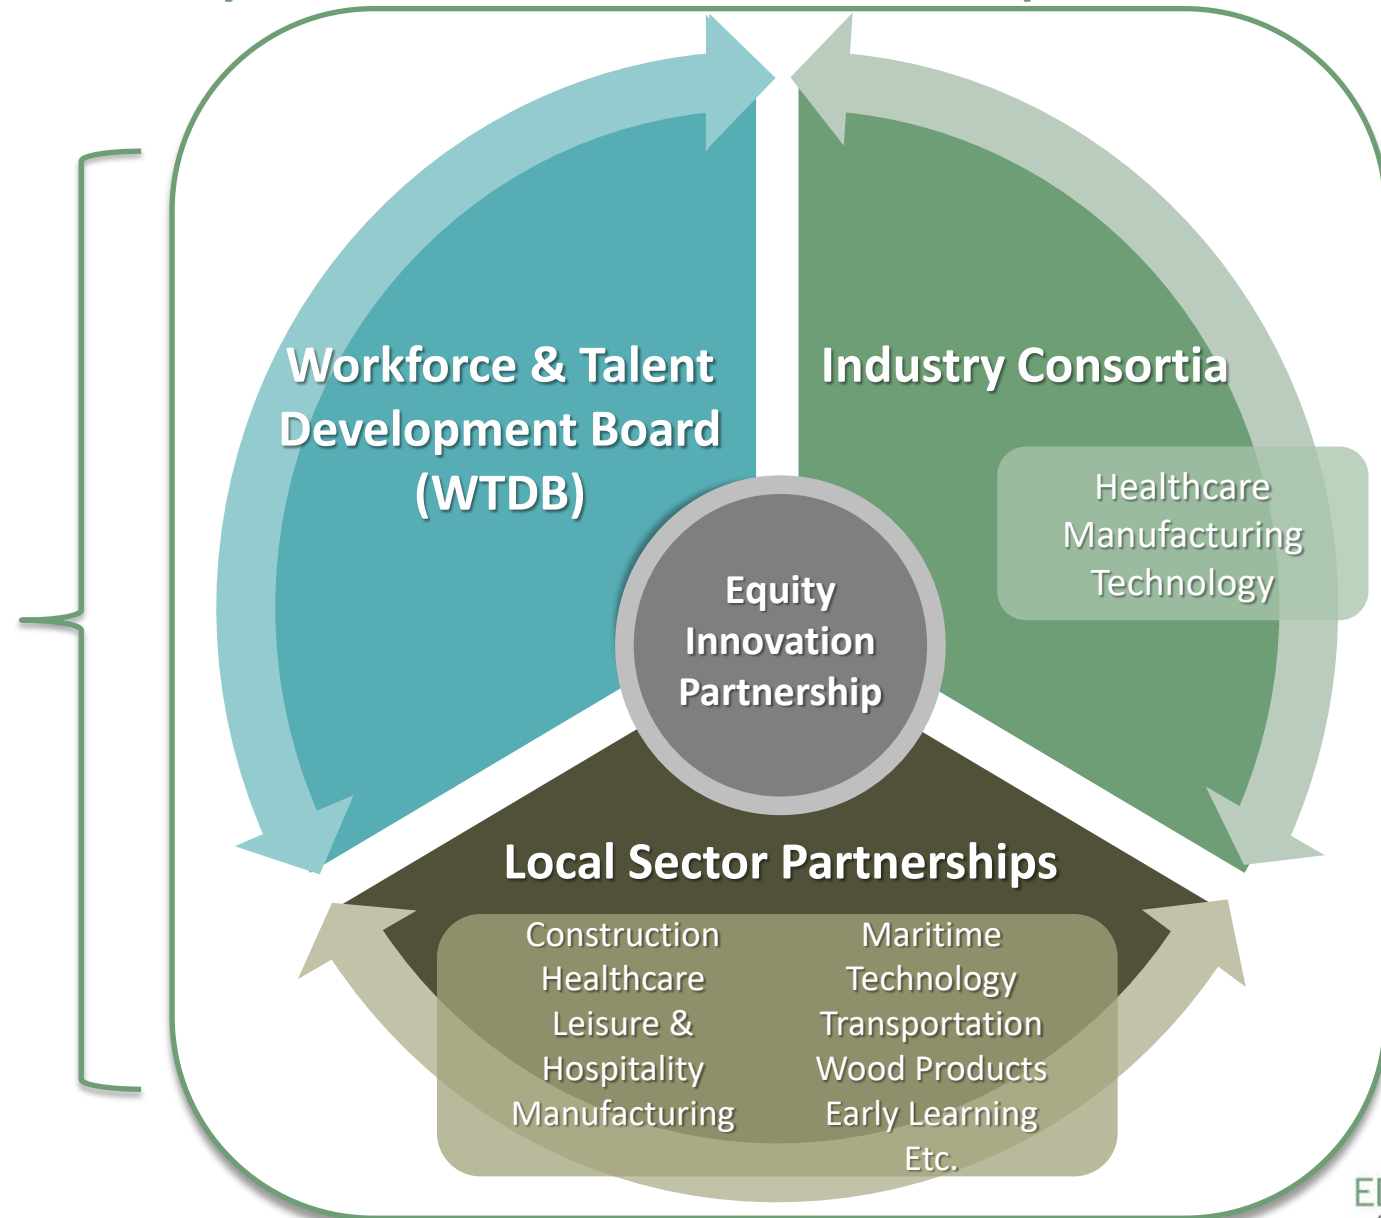 Workforce & Talent
Development Board
(WTDB)
Industry Consortia
Healthcare
Manufacturing
Technology
Equity
Innovation
Partnership
Local Sector Partnerships
Construction
Healthcare
Leisure &
Hospitality
Manufacturing
Maritime
Technology
Transportation
Wood Products
Early Learning
Etc.